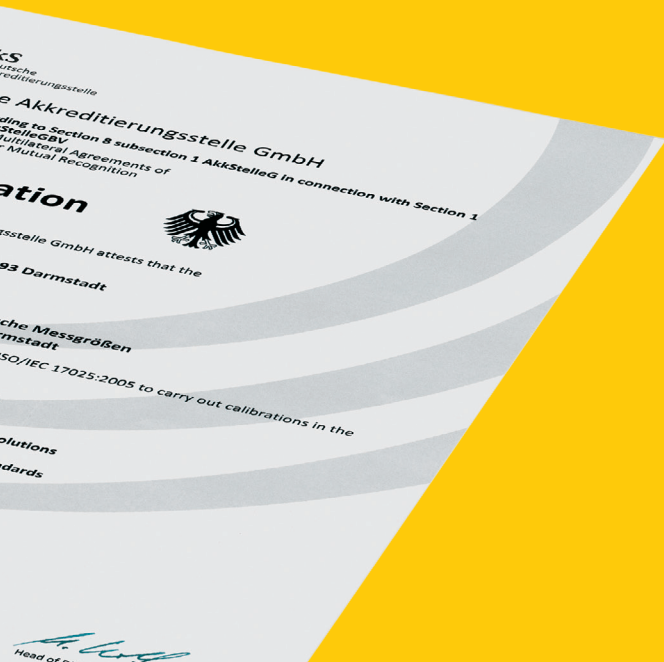 kS
utsche
reditierungsstelle
e Akkreditierungsstelle GmbH
ding to Section 8 subsection 1 AkkStelleG in connection with Section 1
StelleGBV
Multilateral Agreements of
r Mutual Recognition
ation
gsstelle GmbH attests that the
93 Darmstadt
che Messgrößen
rmstadt
SO/IEC 17025:2005 to carry out calibrations in the
olutions
ndards
Head of